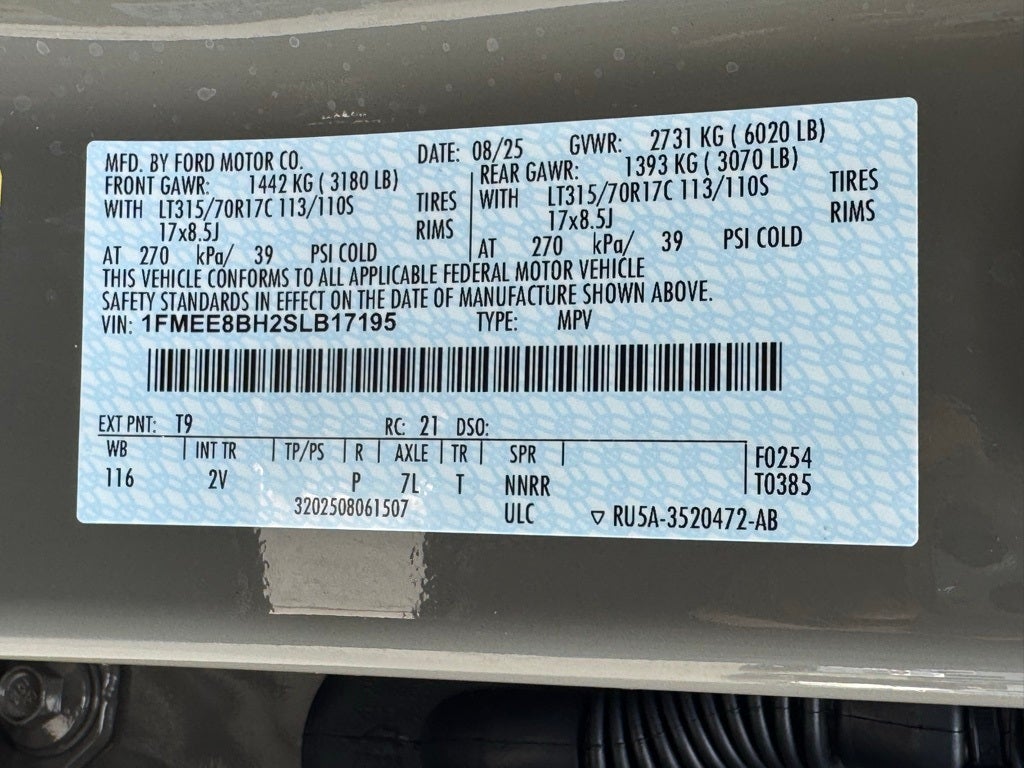 MFD. BY FORD MOTOR CO. DATE: 08/25 GVWR: 2731 KG ( 6020 LB)
FRONT GAWR: 1442 KG ( 3180 LB) REAR GAWR: 1393 KG ( 3070 LB)
WITH LT315/70R17C 113/110S TIRES WITH LT315/70R17C 113/110S TIRES
17x8.5J RIMS 17x8.5J RIMS
AT 270 kPa/ 39 PSI COLD AT 270 kPa/ 39 PSI COLD
THIS VEHICLE CONFORMS TO ALL APPLICABLE FEDERAL MOTOR VEHICLE
SAFETY STANDARDS IN EFFECT ON THE DATE OF MANUFACTURE SHOWN ABOVE.
VIN: 1FMEE8BH2SLB17195 TYPE: MPV
EXT PNT: T9 RC: 21 DSO:
WB INT TR TP/PS R AXLE TR SPR F0254
116 2V P 7L T NNRR T0385
3202508061507 ULC ▽ RU5A-3520472-AB